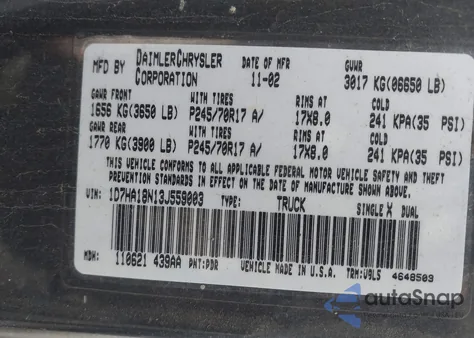 MFD BY DAIMLERCHRYSLER CORPORATION DATE OF MFR 11-02 GVWR 3017 KG(06650 LB)
GAWR FRONT WITH TIRES RIMS AT COLD
1656 KG(3650 LB) P245/70R17 A/ 17X8.0 241 KPA(35 PSI)
GAWR REAR WITH TIRES RIMS AT COLD
1770 KG(3900 LB) P245/70R17 A/ 17X8.0 241 KPA(35 PSI)
THIS VEHICLE CONFORMS TO ALL APPLICABLE FEDERAL MOTOR VEHICLE SAFETY AND THEFT
PREVENTION STANDARDS IN EFFECT ON THE DATE OF MANUFACTURE SHOWN ABOVE
VIN: 1D7HA18N13J559003 TYPE: TRUCK SINGLE X DUAL
MDH: 110621 439AA PNT:PDR VEHICLE MADE IN U.S.A. TRM:V9L5 4648503
autoSnap